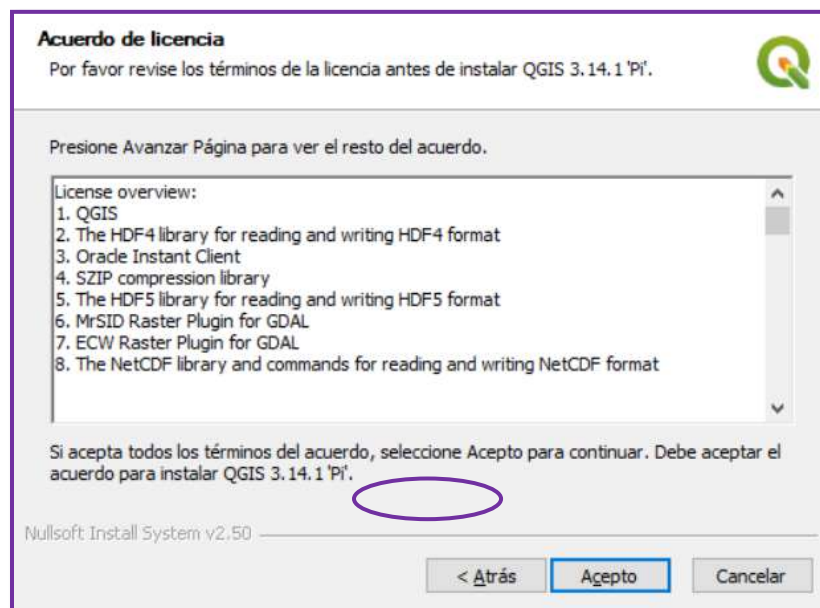 Acuerdo de licencia
Por favor revise los términos de la licencia antes de instalar QGIS 3.14.1 'Pi'.
Presione Avanzar Página para ver el resto del acuerdo.
License overview:
1. QGIS
2. The HDF4 library for reading and writing HDF4 format
3. Oracle Instant Client
4. SZIP compression library
5. The HDF5 library for reading and writing HDF5 format
6. MrSID Raster Plugin for GDAL
7. ECW Raster Plugin for GDAL
8. The NetCDF library and commands for reading and writing NetCDF format
Si acepta todos los términos del acuerdo, seleccione Acepto para continuar. Debe aceptar el
acuerdo para instalar QGIS 3.14.1 'Pi'.
Nullsoft Install System v2.50
< Atrás Acepto Cancelar